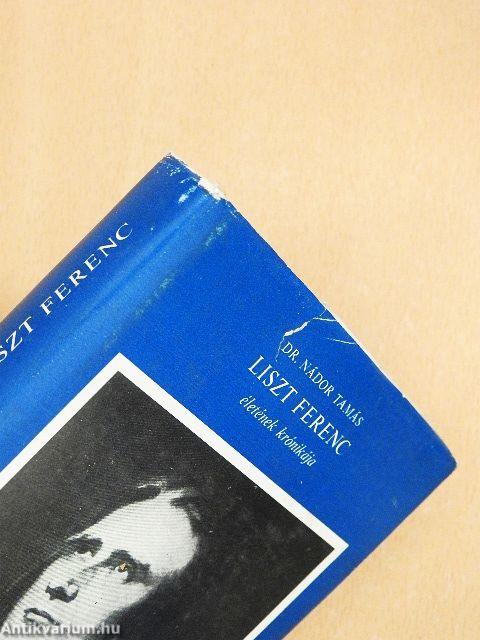 SZT FERENC
DR. NÁDOR TAMÁS
LISZT FERENC
életének krónikája
Antikvarium.hu